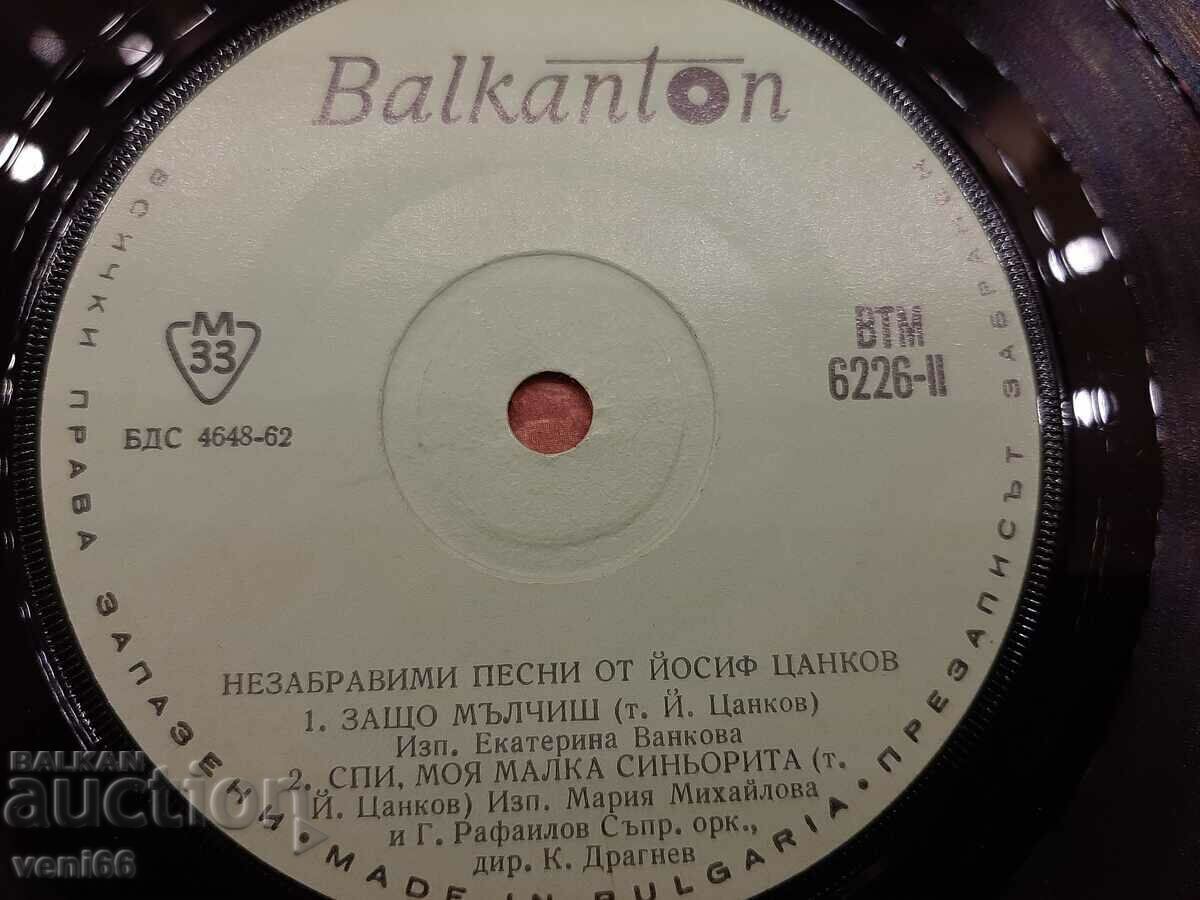 Balkanton
М
33
БДС 4648-62
ВТМ
6226-II
НЕЗАБРАВИМИ ПЕСНИ ОТ ЙОСИФ ЦАНКОВ
1. ЗАЩО МЪЛЧИШ (т. Й. Цанков)
Изп. Екатерина Ванкова
2. СПИ, МОЯ МАЛКА СИНЬОРИТА (т.
Й. Цанков) Изп. Мария Михайлова
и Г. Рафаилов Съпр. орк.,
дир. К. Драгнев
ВСИЧКИ ПРАВА ЗАПАЗЕНИ • MADE IN BULGARIA • ПРЕЗАПИСЪТ ЗАБРАНЕН
BALKAN
auction
veni66